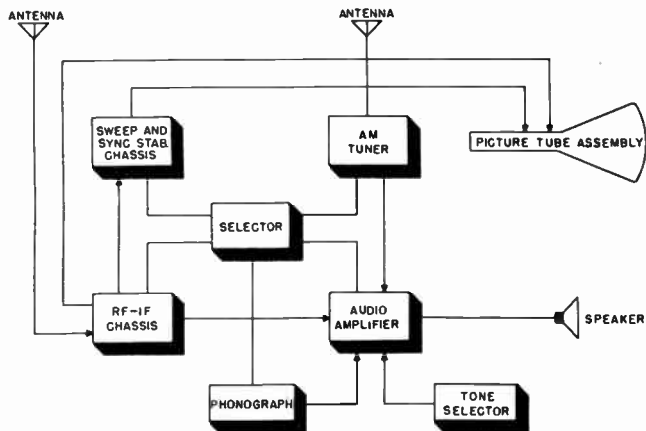 ANTENNA
ANTENNA
SWEEP AND
SYNC STAB.
CHASSIS
AM
TUNER
PICTURE TUBE ASSEMBLY
SELECTOR
RF-IF
CHASSIS
AUDIO
AMPLIFIER
SPEAKER
PHONOGRAPH
TONE
SELECTOR